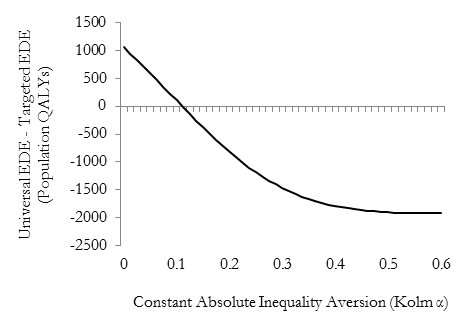 Universal EDE - Targeted EDE
(Population QALYs)
1500
1000
500
0
-500
-1000
-1500
-2000
-2500
0 0.1 0.2 0.3 0.4 0.5 0.6
Constant Absolute Inequality Aversion (Kolm α)